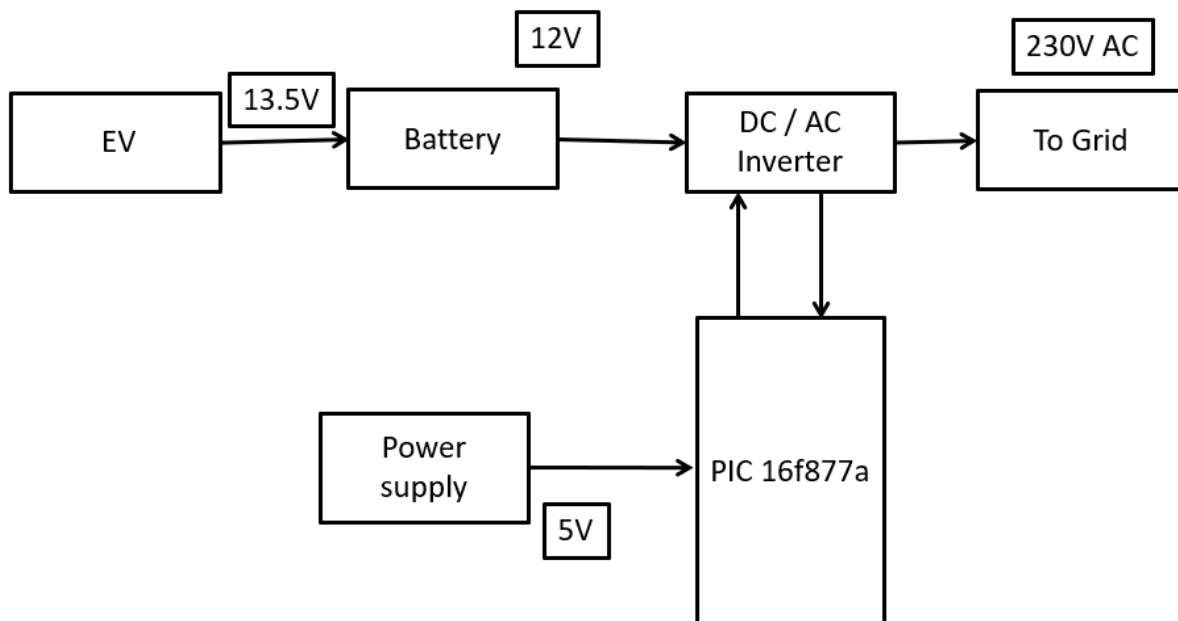 12V
230V AC
13.5V
EV
Battery
DC / AC
Inverter
To Grid
Power
supply
PIC 16f877a
5V